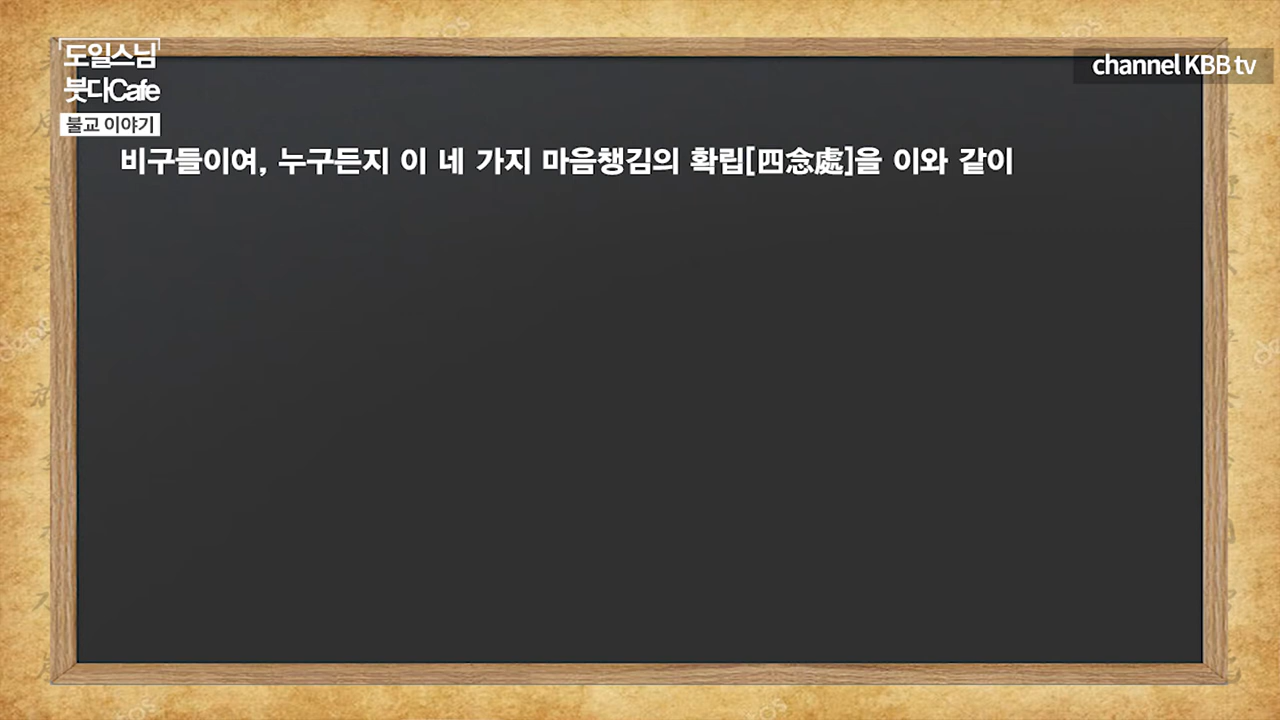 도일스님
붓다Cafe
불교 이야기
channel KBB tv
비구들이여, 누구든지 이 네 가지 마음챙김의 확립[四念處]을 이와 같이